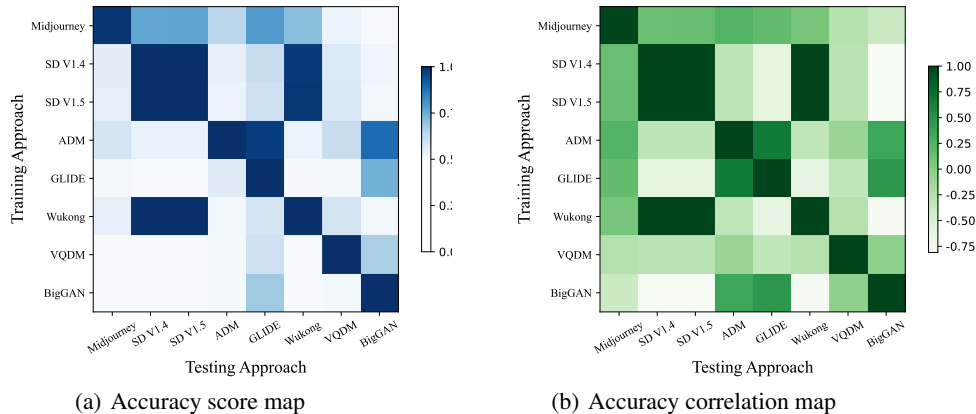 Training Approach
Midjourney
SD V1.4
SD V1.5
ADM
GLIDE
Wukong
VQDM
BigGAN
Midjourney
SD V1.4
SD V1.5
ADM
GLIDE
Wukong
VQDM
BigGAN
Testing Approach
(a) Accuracy score map
Training Approach
Midjourney
SD V1.4
SD V1.5
ADM
GLIDE
Wukong
VQDM
BigGAN
Midjourney
SD V1.4
SD V1.5
ADM
GLIDE
Wukong
VQDM
BigGAN
Testing Approach
1.00
0.75
0.50
0.25
0.00
-0.25
-0.50
-0.75
(b) Accuracy correlation map